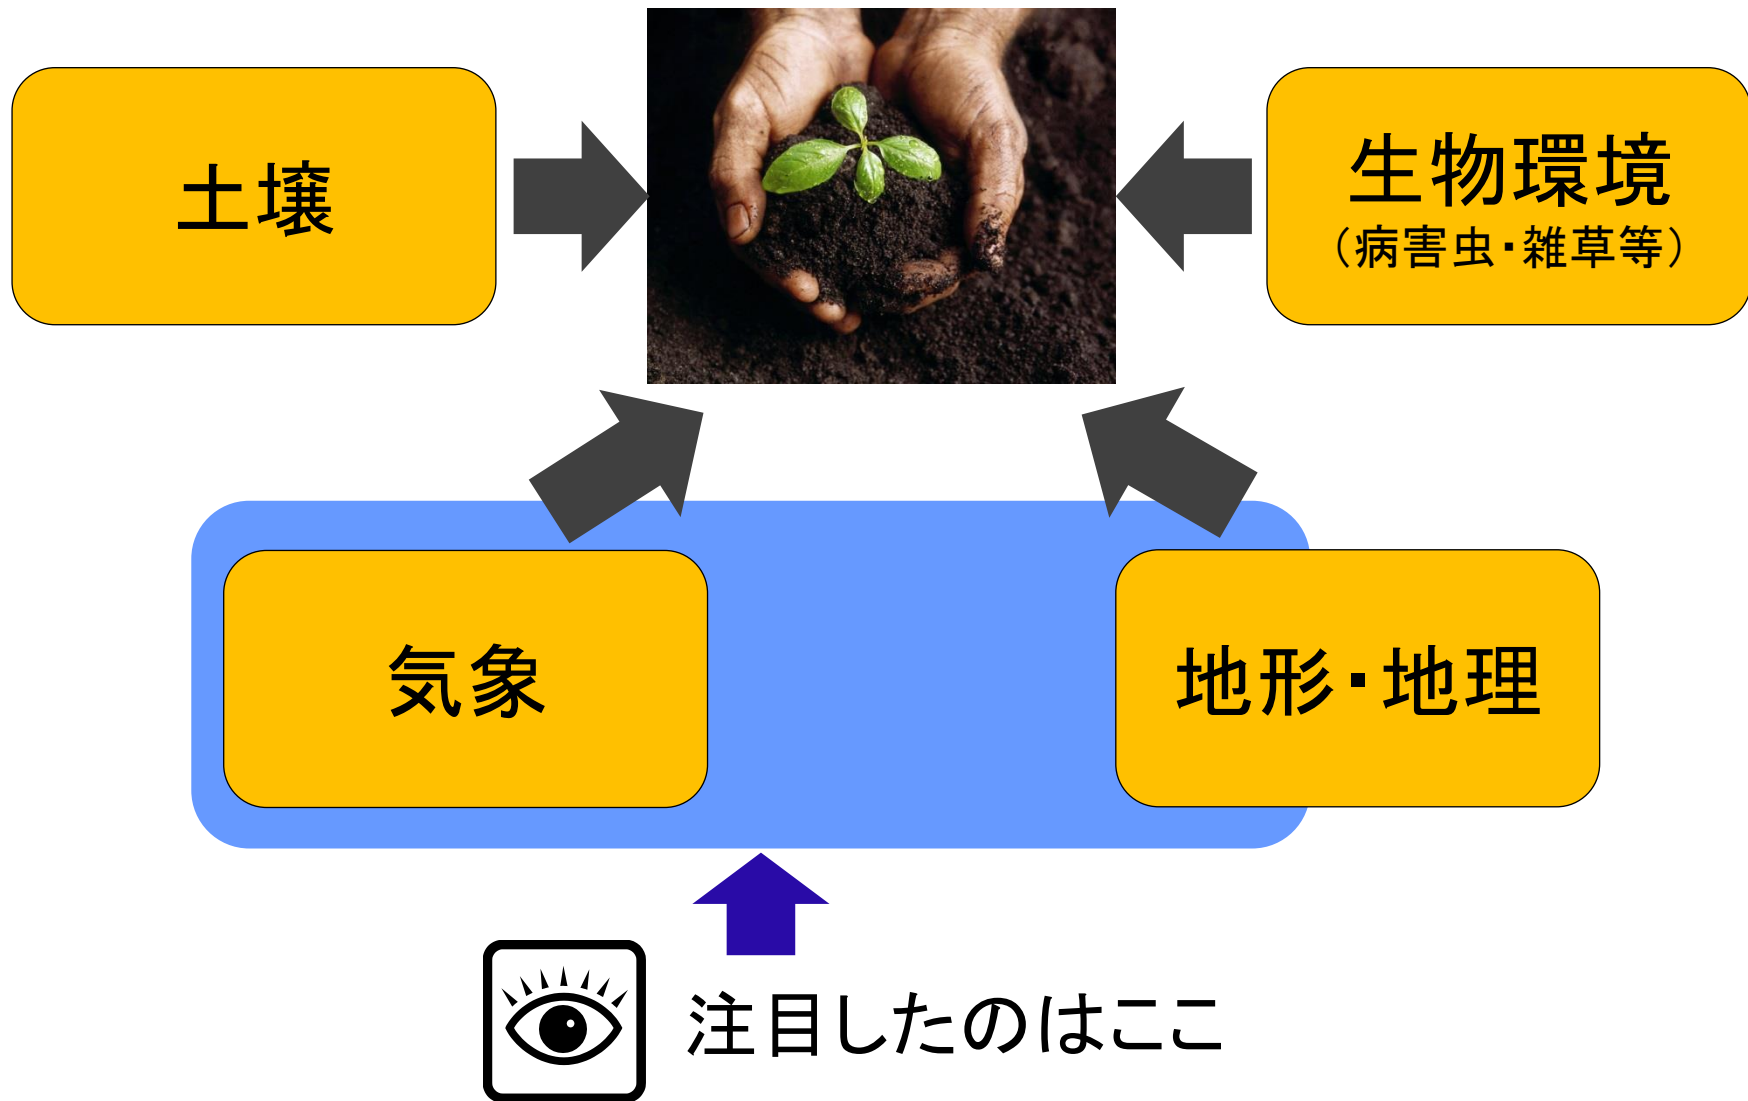 土壌
生物環境
（病害虫・雑草等）
気象
地形・地理
注目したのはここ